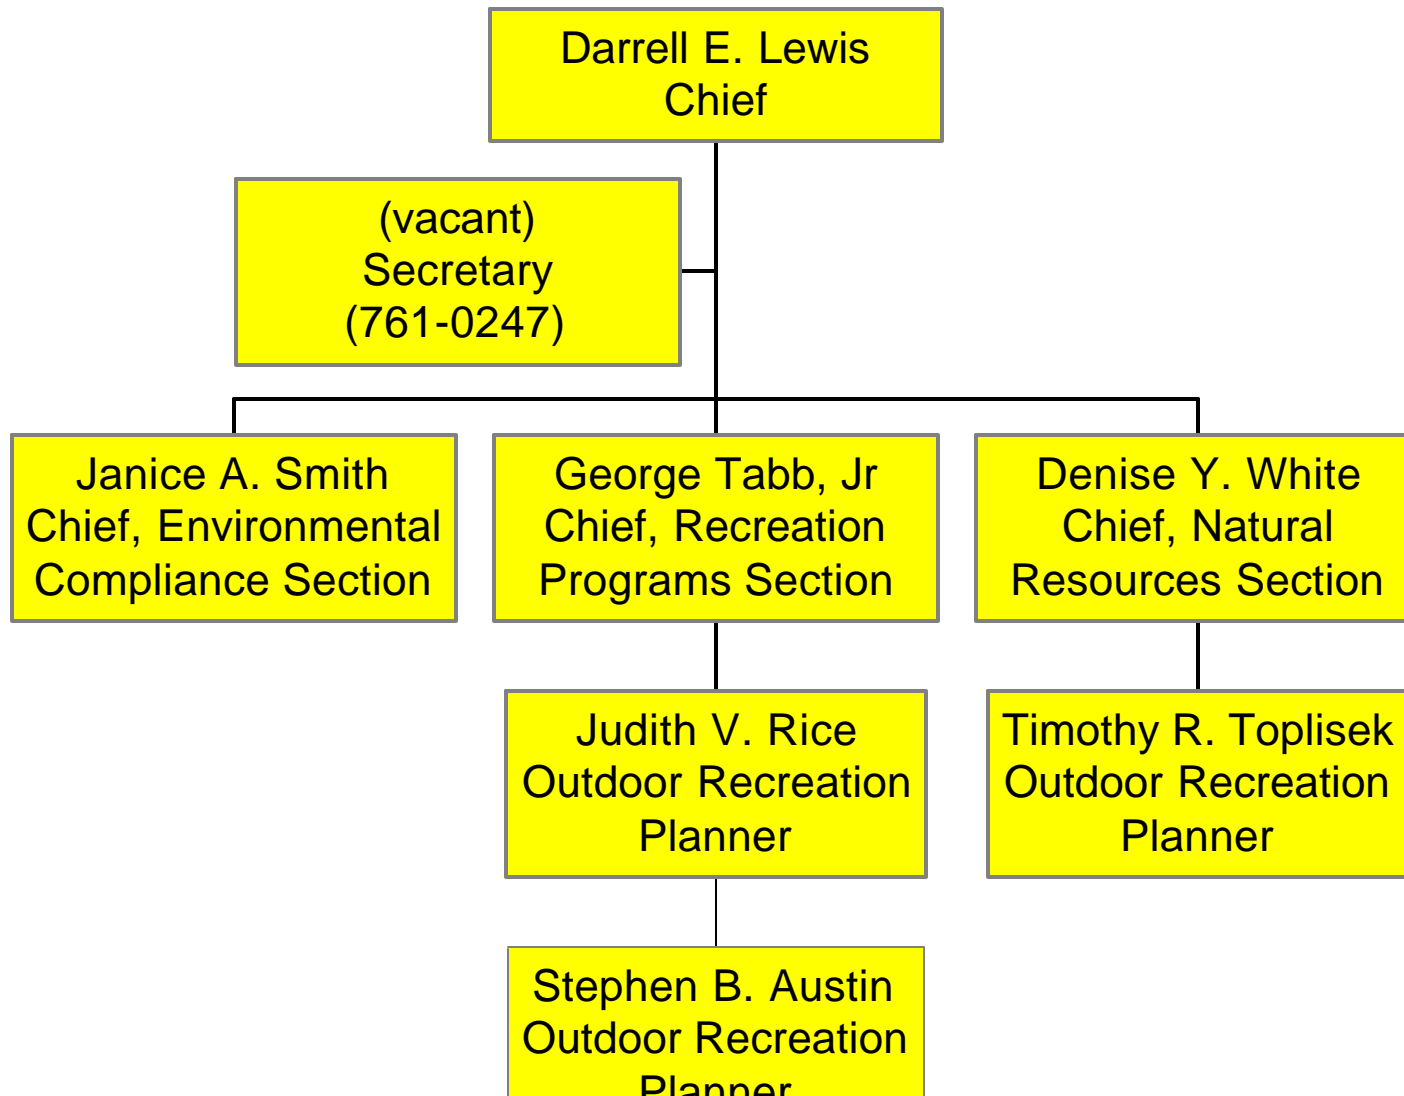 Darrell E. Lewis
Chief
(vacant)
Secretary
(761-0247)
Janice A. Smith
Chief, Environmental
Compliance Section
George Tabb, Jr
Chief, Recreation
Programs Section
Denise Y. White
Chief, Natural
Resources Section
Judith V. Rice
Outdoor Recreation
Planner
Timothy R. Toplisek
Outdoor Recreation
Planner
Stephen B. Austin
Outdoor Recreation
Planner